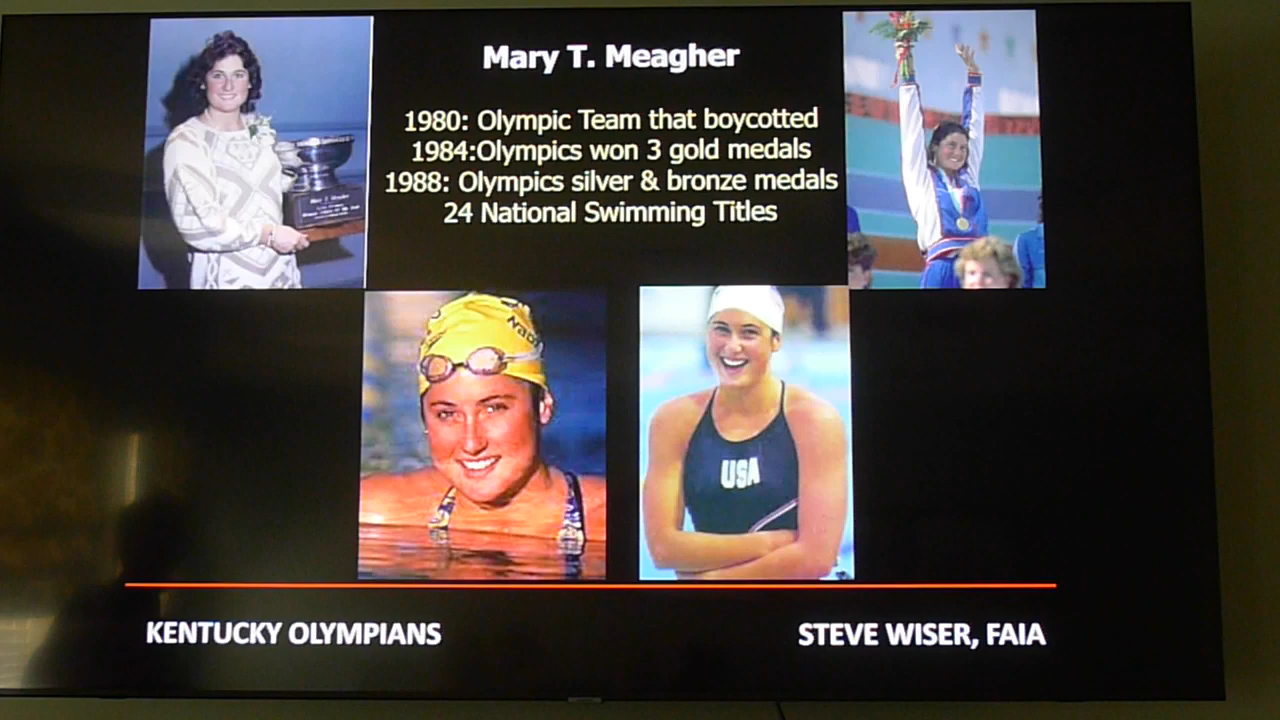 Mary T. Meagher
1980: Olympic Team that boycotted
1984:Olympics won 3 gold medals
1988: Olympics silver & bronze medals
24 National Swimming Titles
USA
KENTUCKY OLYMPIANS
STEVE WISER, FAIA